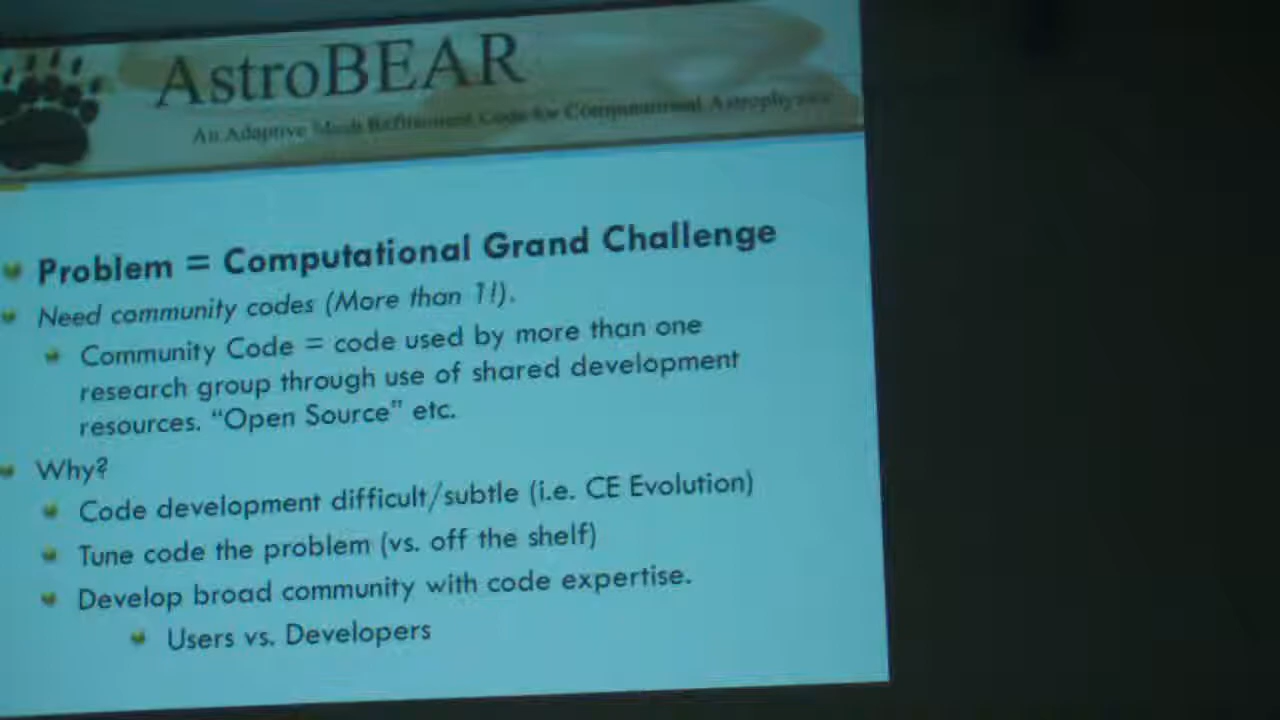 AstroBEAR
An Adaptive Mesh Refinement Code for Computational Astrophysics
Problem = Computational Grand Challenge
Need community codes (More than 1!).
Community Code = code used by more than one
research group through use of shared development
resources. “Open Source” etc.
Why?
Code development difficult/subtle (i.e. CE Evolution)
Tune code the problem (vs. off the shelf)
Develop broad community with code expertise.
Users vs. Developers